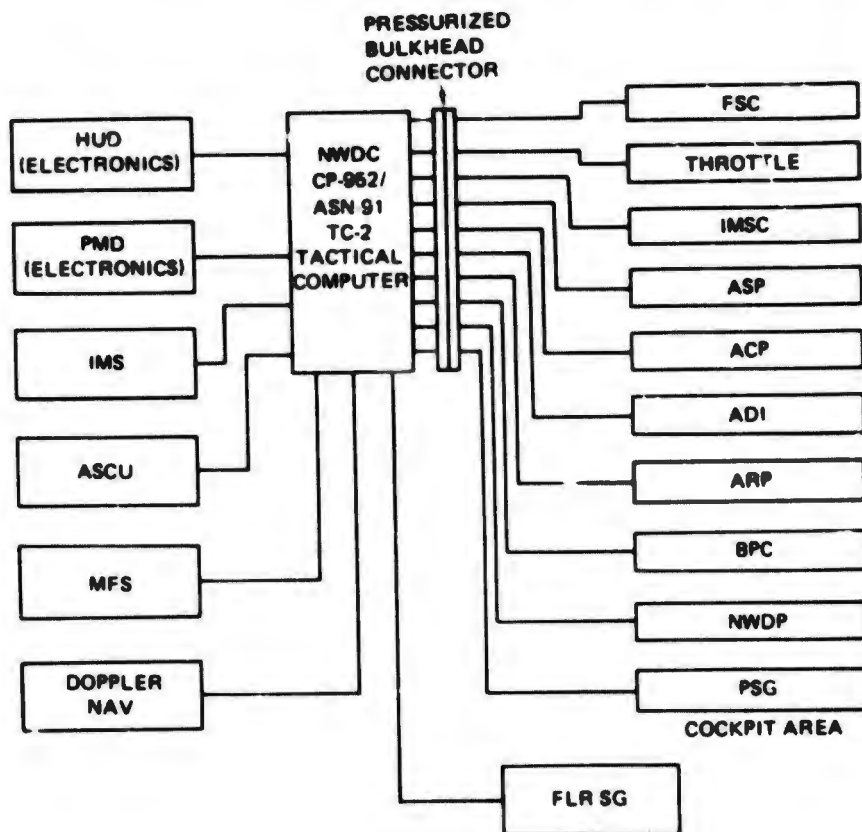 PRESSURIZED
BULKHEAD
CONNECTOR
HUD
(ELECTRONICS)
PMD
(ELECTRONICS)
IMS
ASCU
MFS
DOPPLER
NAV
NWDC
CP-952/
ASN 91
TC-2
TACTICAL
COMPUTER
FSC
THROTTLE
IMSC
ASP
ACP
ADI
ARP
BPC
NWDP
PSG
COCKPIT AREA
FLR SG